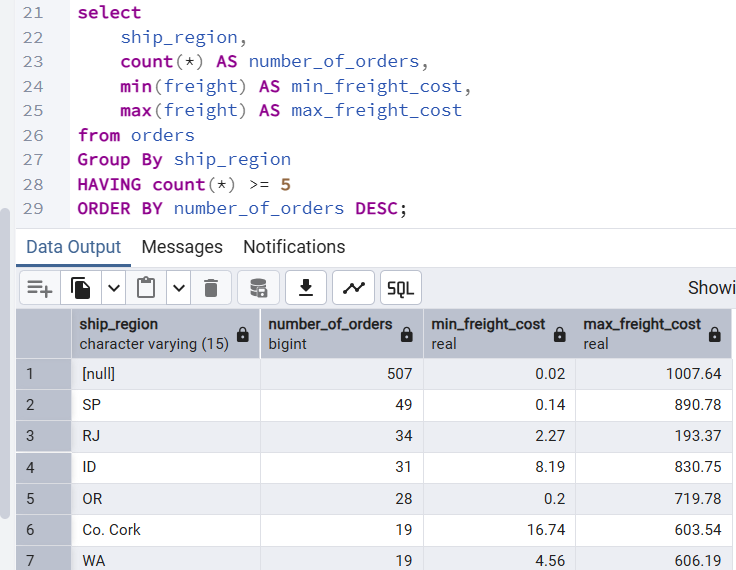 21 select
22 ship_region,
23 count(*) AS number_of_orders,
24 min(freight) AS min_freight_cost,
25 max(freight) AS max_freight_cost
26 from orders
27 Group By ship_region
28 HAVING count(*) >= 5
29 ORDER BY number_of_orders DESC;
Data Output Messages Notifications
SQL Showi
ship_region number_of_orders min_freight_cost max_freight_cost
character varying (15) bigint real real
1 [null] 507 0.02 1007.64
2 SP 49 0.14 890.78
3 RJ 34 2.27 193.37
4 ID 31 8.19 830.75
5 OR 28 0.2 719.78
6 Co. Cork 19 16.74 603.54
7 WA 19 4.56 606.19